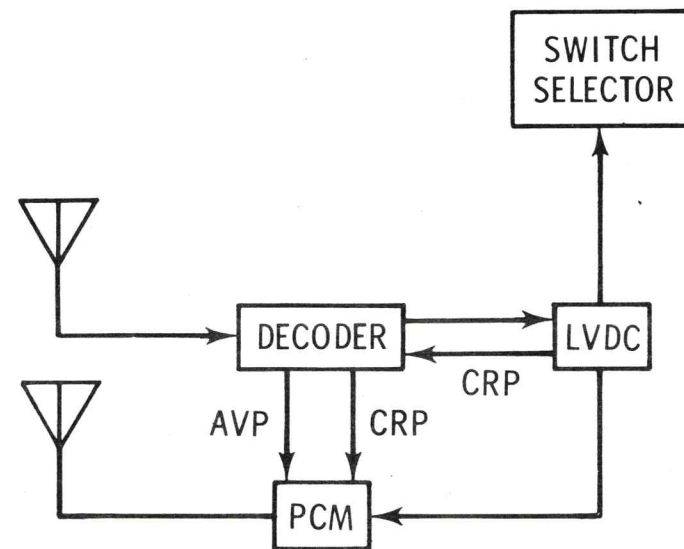 SWITCH
SELECTOR
DECODER
LVDC
CRP
AVP
CRP
PCM